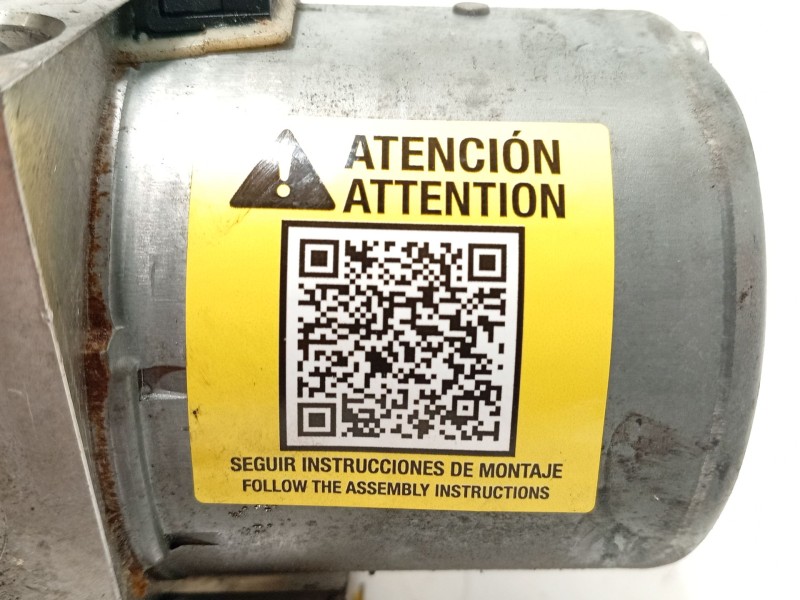 ATENCIÓN
ATTENTION
SEGUIR INSTRUCCIONES DE MONTAJE
FOLLOW THE ASSEMBLY INSTRUCTIONS